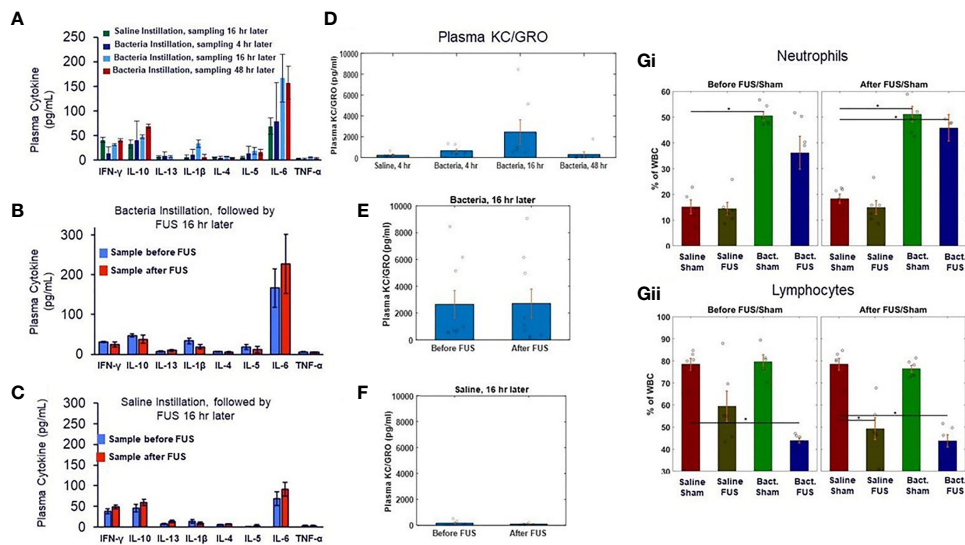 A
Plasma Cytokine
(pg/mL)
250
200
150
100
50
0
Saline Instillation, sampling 16 hr later
Bacteria Instillation, sampling 4 hr later
Bacteria Instillation, sampling 16 hr later
Bacteria Instillation, sampling 48 hr later
IFN-γ IL-10 IL-13 IL-1β IL-4 IL-5 IL-6 TNF-α
B
Bacteria Instillation, followed by
FUS 16 hr later
Plasma Cytokine
(pg/mL)
300
200
100
0
Sample before FUS
Sample after FUS
IFN-γ IL-10 IL-13 IL-1β IL-4 IL-5 IL-6 TNF-α
C
Saline Instillation, followed by
FUS 16 hr later
Plasma Cytokine (pg/mL)
300
250
200
150
100
50
0
Sample before FUS
Sample after FUS
IFN-γ IL-10 IL-13 IL-1β IL-4 IL-5 IL-6 TNF-α
D
Plasma KC/GRO
Plasma KC/GRO (pg/ml)
10000
8000
6000
4000
2000
0
Saline, 4 hr Bacteria, 4 hr Bacteria, 16 hr Bacteria, 48 hr
E
Bacteria, 16 hr later
Plasma KC/GRO (pg/ml)
10000
8000
6000
4000
2000
0
Before FUS After FUS
F
Saline, 16 hr later
Plasma KC/GRO (pg/ml)
10000
8000
6000
4000
2000
0
Before FUS After FUS
Gi
Neutrophils
Before FUS/Sham After FUS/Sham
% of WBC
60
50
40
30
20
10
0
* * *
Saline Saline Bact. Bact. Saline Saline Bact. Bact.
Sham FUS Sham FUS Sham FUS Sham FUS
Gii
Lymphocytes
Before FUS/Sham After FUS/Sham
% of WBC
100
90
80
70
60
50
40
30
* * *
Saline Saline Bact. Bact. Saline Saline Bact. Bact.
Sham FUS Sham FUS Sham FUS Sham FUS